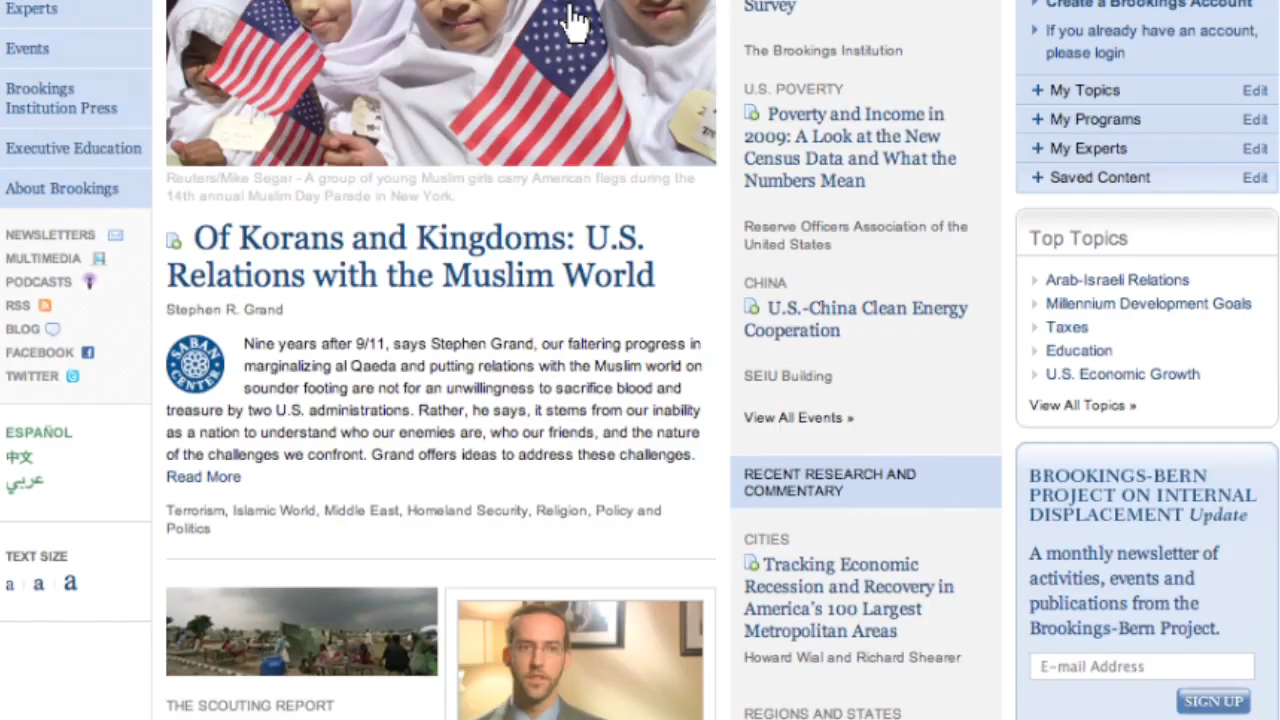 Experts
Events
Brookings
Institution Press
Executive Education
About Brookings
NEWSLETTERS
MULTIMEDIA
PODCASTS
RSS
BLOG
FACEBOOK
TWITTER
ESPAÑOL
中文
عربي
TEXT SIZE
a a a
Reuters/Mike Segar - A group of young Muslim girls carry American flags during the
14th annual Muslim Day Parade in New York.
Of Korans and Kingdoms: U.S.
Relations with the Muslim World
Stephen R. Grand
SABAN
CENTER
Nine years after 9/11, says Stephen Grand, our faltering progress in
marginalizing al Qaeda and putting relations with the Muslim world on
sounder footing are not for an unwillingness to sacrifice blood and
treasure by two U.S. administrations. Rather, he says, it stems from our inability
as a nation to understand who our enemies are, who our friends, and the nature
of the challenges we confront. Grand offers ideas to address these challenges.
Read More
Terrorism, Islamic World, Middle East, Homeland Security, Religion, Policy and
Politics
THE SCOUTING REPORT
Survey
The Brookings Institution
U.S. POVERTY
Poverty and Income in
2009: A Look at the New
Census Data and What the
Numbers Mean
Reserve Officers Association of the
United States
CHINA
U.S.-China Clean Energy
Cooperation
SEIU Building
View All Events »
RECENT RESEARCH AND
COMMENTARY
CITIES
Tracking Economic
Recession and Recovery in
America's 100 Largest
Metropolitan Areas
Howard Wial and Richard Shearer
REGIONS AND STATES
Create a Brookings Account
If you already have an account,
please login
+ My Topics Edit
+ My Programs Edit
+ My Experts Edit
+ Saved Content Edit
Top Topics
Arab-Israeli Relations
Millennium Development Goals
Taxes
Education
U.S. Economic Growth
View All Topics »
BROOKINGS-BERN
PROJECT ON INTERNAL
DISPLACEMENT Update
A monthly newsletter of
activities, events and
publications from the
Brookings-Bern Project.
E-mail Address
SIGN UP